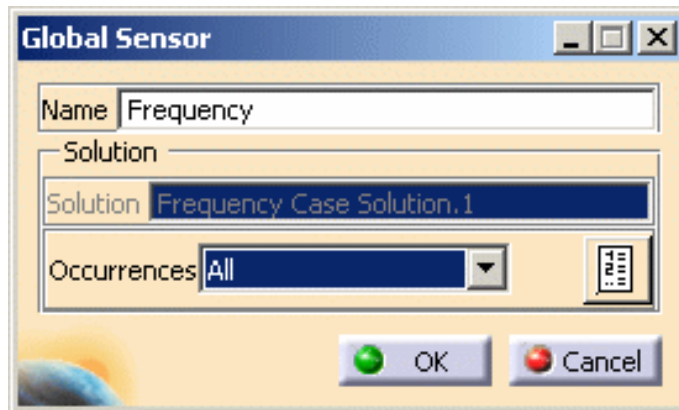 Global Sensor
Name Frequency
Solution
Solution Frequency Case Solution.1
Occurrences All
OK Cancel